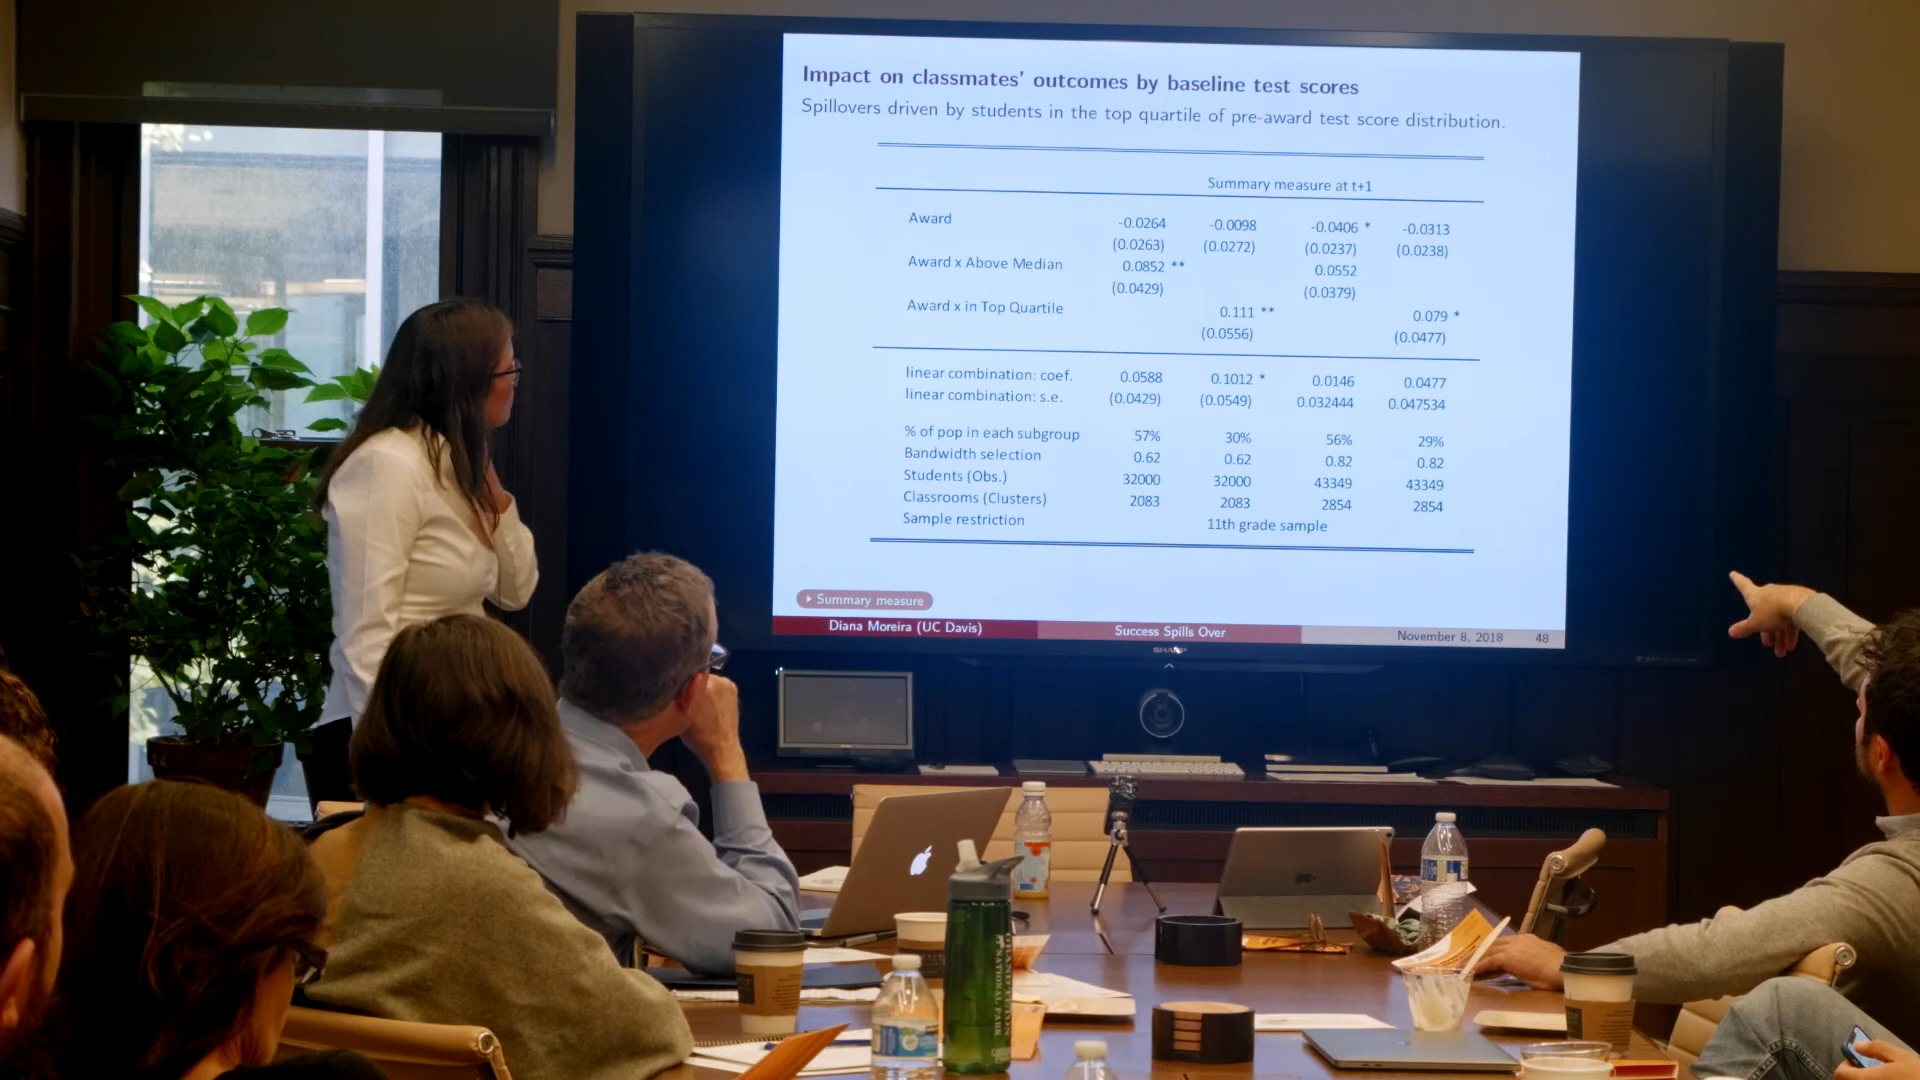 Impact on classmates' outcomes by baseline test scores
Spillovers driven by students in the top quartile of pre-award test score distribution.
Summary measure at t+1
Award -0.0264 -0.0098 -0.0406 * -0.0313
(0.0263) (0.0272) (0.0237) (0.0238)
Award x Above Median 0.0852 ** 0.0552
(0.0429) (0.0379)
Award x in Top Quartile 0.111 ** 0.079 *
(0.0556) (0.0477)
linear combination: coef. 0.0588 0.1012 * 0.0146 0.0477
linear combination: s.e. (0.0429) (0.0549) 0.032444 0.047534
% of pop in each subgroup 57% 30% 56% 29%
Bandwidth selection 0.62 0.62 0.82 0.82
Students (Obs.) 32000 32000 43349 43349
Classrooms (Clusters) 2083 2083 2854 2854
Sample restriction 11th grade sample
Summary measure
Diana Moreira (UC Davis) Success Spills Over November 8, 2018 48
SHARP
NATIONAL PARK